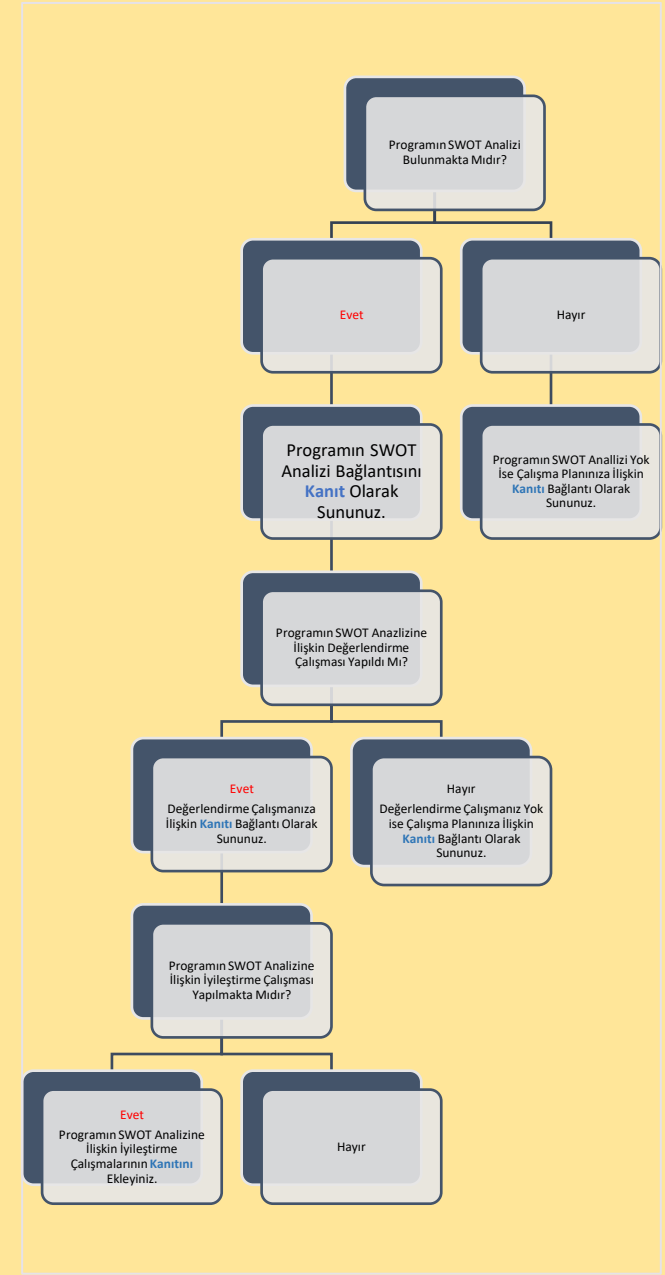 Programın SWOT Analizi
Bulunmakta Mıdır?
Evet
Hayır
Programın SWOT
Analizi Bağlantısını
Kanıt Olarak
Sununuz.
Programın SWOT Anallizi Yok
İse Çalışma Planınıza İlişkin
Kanıtı Bağlantı Olarak
Sununuz.
Programın SWOT Anazlizine
İlişkin Değerlendirme
Çalışması Yapıldı Mı?
Evet
Değerlendirme Çalışmanıza
İlişkin Kanıtı Bağlantı Olarak
Sununuz.
Hayır
Değerlendirme Çalışmanız Yok
ise Çalışma Planınıza İlişkin
Kanıtı Bağlantı Olarak
Sununuz.
Programın SWOT Analizine
İlişkin İyileştirme Çalışması
Yapılmakta Mıdır?
Evet
Programın SWOT Analizine
İlişkin İyileştirme
Çalışmalarının Kanıtını
Ekleyiniz.
Hayır